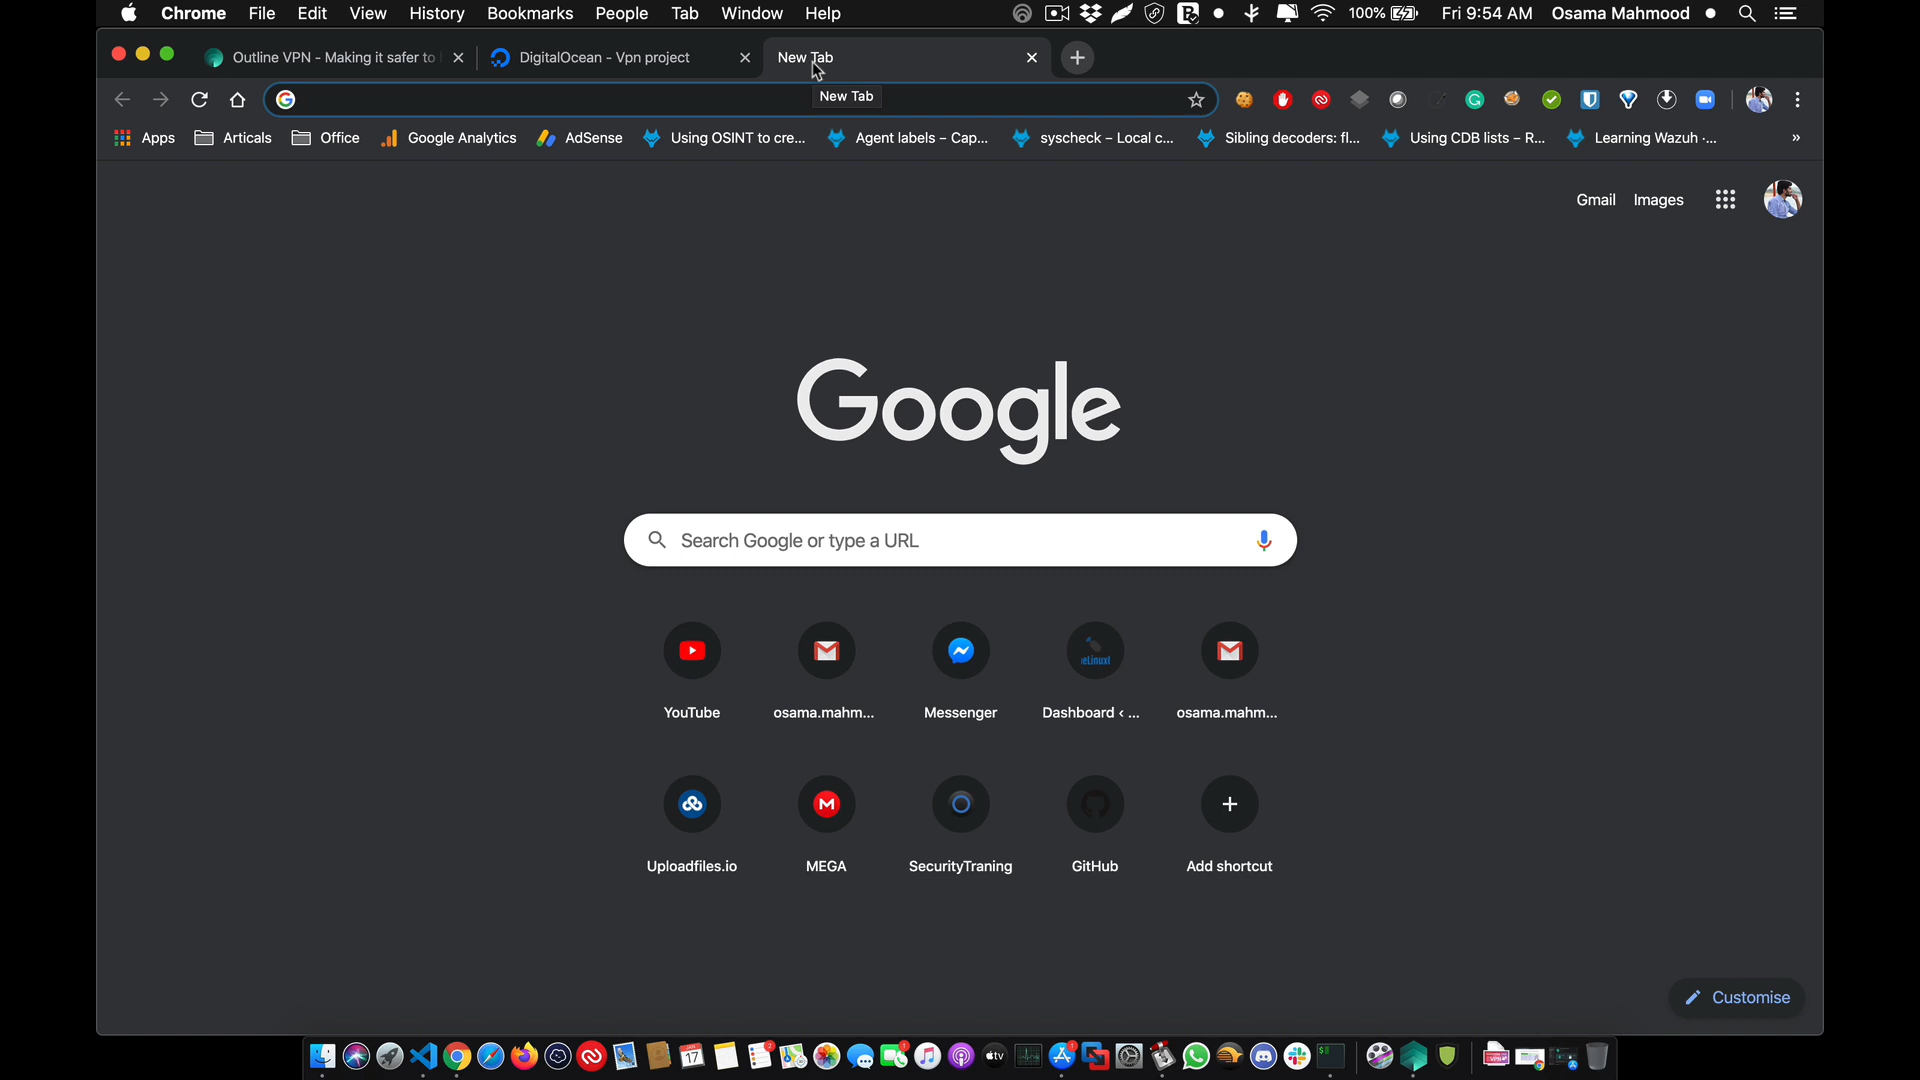 Chrome File Edit View History Bookmarks People Tab Window Help 100% Fri 9:54 AM Osama Mahmood
Outline VPN - Making it safer to DigitalOcean - Vpn project New Tab
New Tab
Apps Articals Office Google Analytics AdSense Using OSINT to cre... Agent labels – Cap... syscheck – Local c... Sibling decoders: fl... Using CDB lists – R... Learning Wazuh ·... »
Gmail Images
Google
Search Google or type a URL
YouTube osama.mahm... Messenger Dashboard ‹ ... osama.mahm...
Uploadfiles.io MEGA SecurityTraning GitHub Add shortcut
Customise
JAN
17
tv